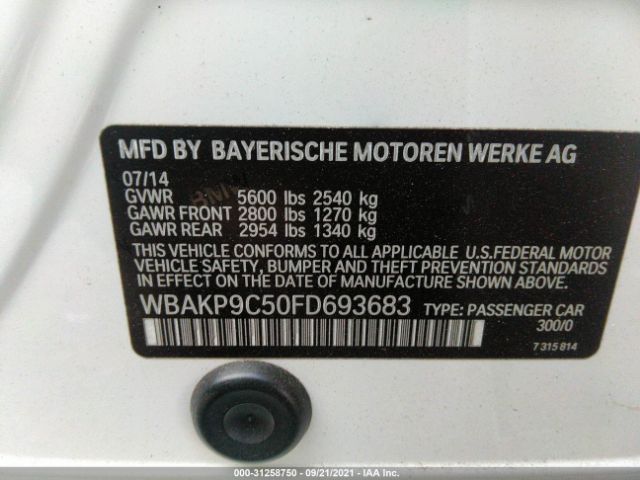 MFD BY BAYERISCHE MOTOREN WERKE AG
07/14
GVWR 5600 lbs 2540 kg
GAWR FRONT 2800 lbs 1270 kg
GAWR REAR 2954 lbs 1340 kg
THIS VEHICLE CONFORMS TO ALL APPLICABLE U.S.FEDERAL MOTOR
VEHICLE SAFETY, BUMPER AND THEFT PREVENTION STANDARDS
IN EFFECT ON THE DATE OF MANUFACTURE SHOWN ABOVE.
WBAKP9C50FD693683 TYPE: PASSENGER CAR
300/0
7 315 814
000-31258750 - 09/21/2021 - IAA Inc.